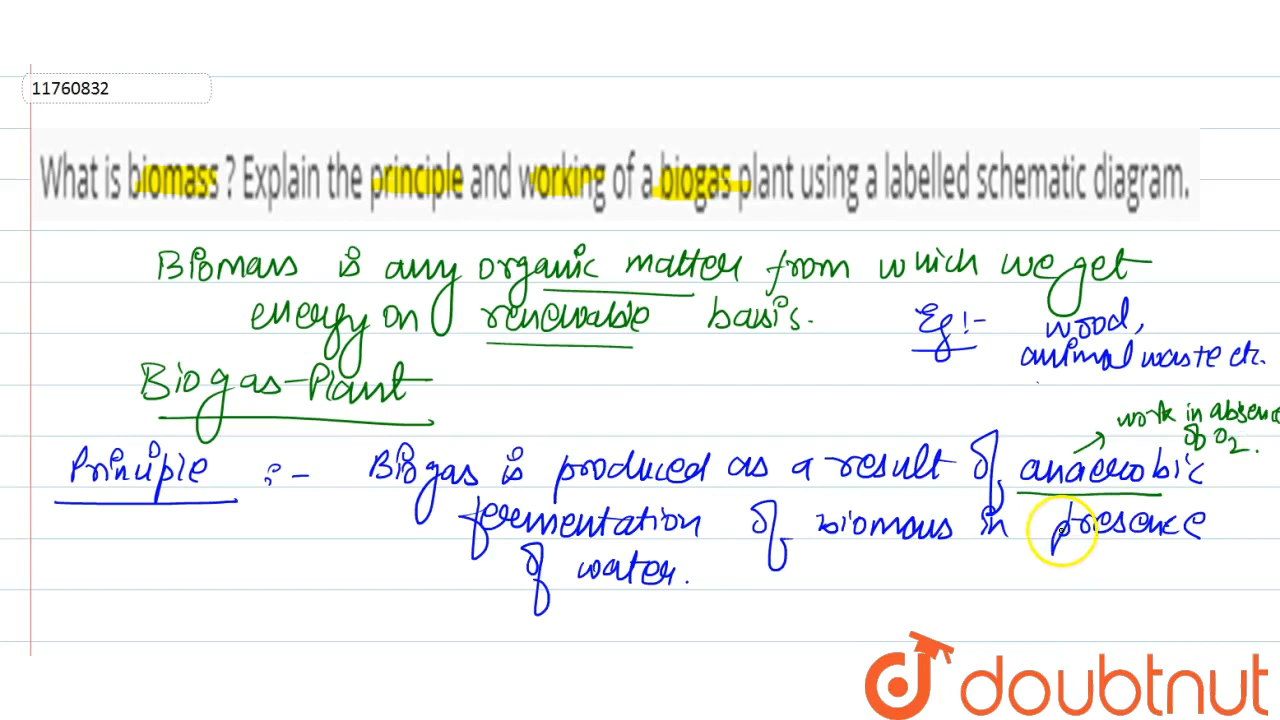 11760832
What is biomass ? Explain the principle and working of a biogas plant using a labelled schematic diagram.
Biomass is any organic matter from which we get
energy on renewable basis.
Eg :- wood,
animal waste etc.
Biogas-Plant
work in absence
of O2.
Principle :- Biogas is produced as a result of anaerobic
fermentation of biomass in presence
of water.
doubtnut